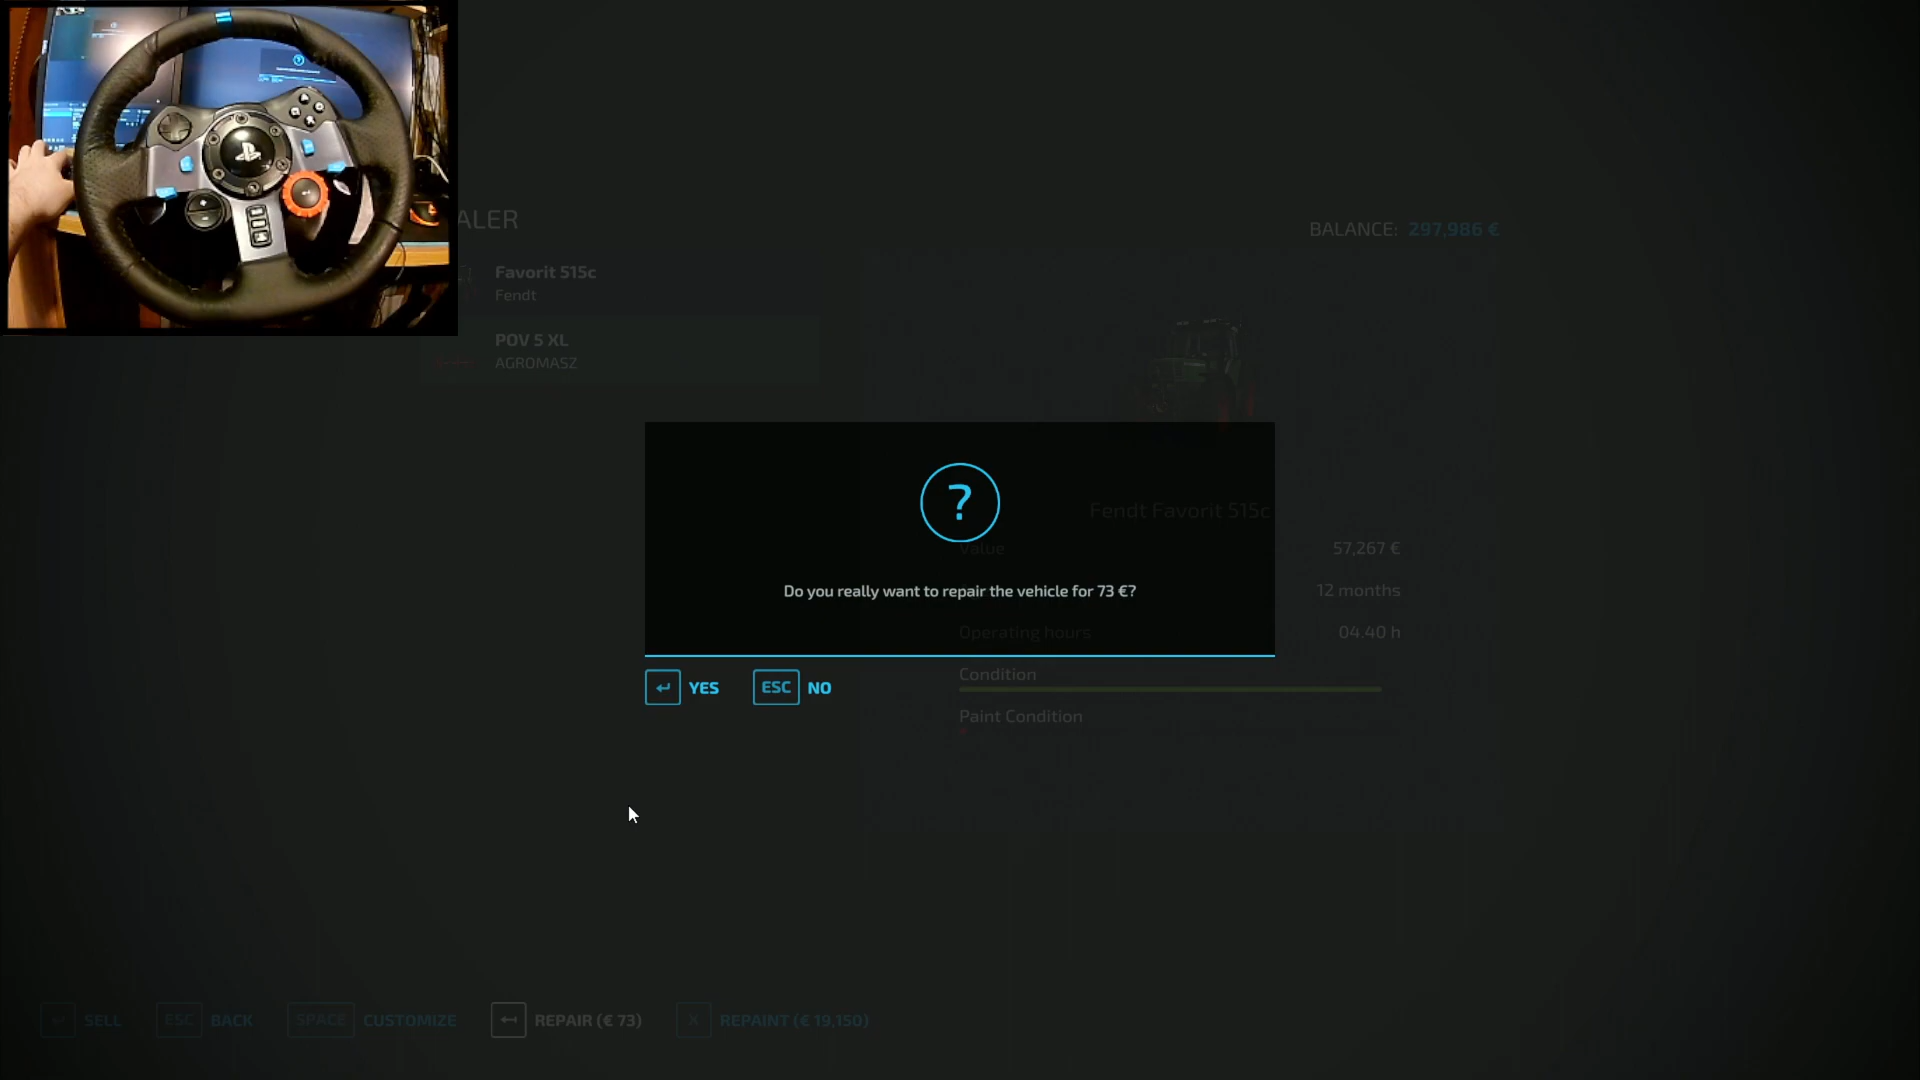 ALER
BALANCE: 297,986 €
Favorit 515c
Fendt
POV 5 XL
AGROMASZ
?
Fendt Favorit 515c
Value 57,267 €
Do you really want to repair the vehicle for 73 €?
12 months
Operating hours 04.40 h
Condition
YES ESC NO
Paint Condition
SELL ESC BACK SPACE CUSTOMIZE REPAIR (€ 73) X REPAINT (€ 19,150)